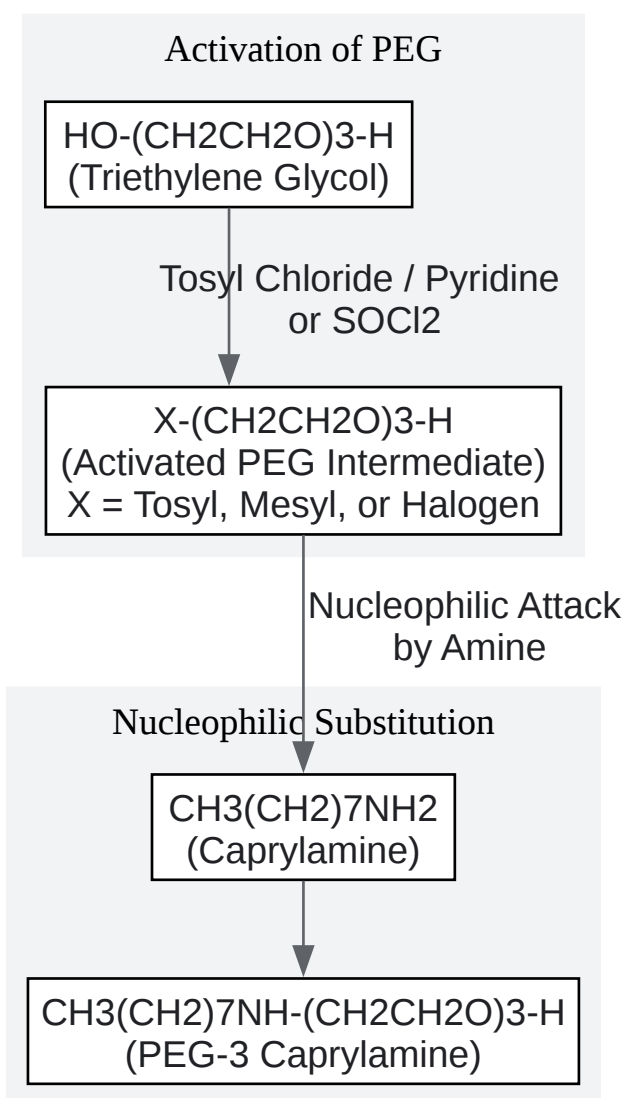 Activation of PEG
HO-(CH2CH2O)3-H
(Triethylene Glycol)
Tosyl Chloride / Pyridine
or SOCl2
X-(CH2CH2O)3-H
(Activated PEG Intermediate)
X = Tosyl, Mesyl, or Halogen
Nucleophilic Attack
by Amine
Nucleophilic Substitution
CH3(CH2)7NH2
(Caprylamine)
CH3(CH2)7NH-(CH2CH2O)3-H
(PEG-3 Caprylamine)